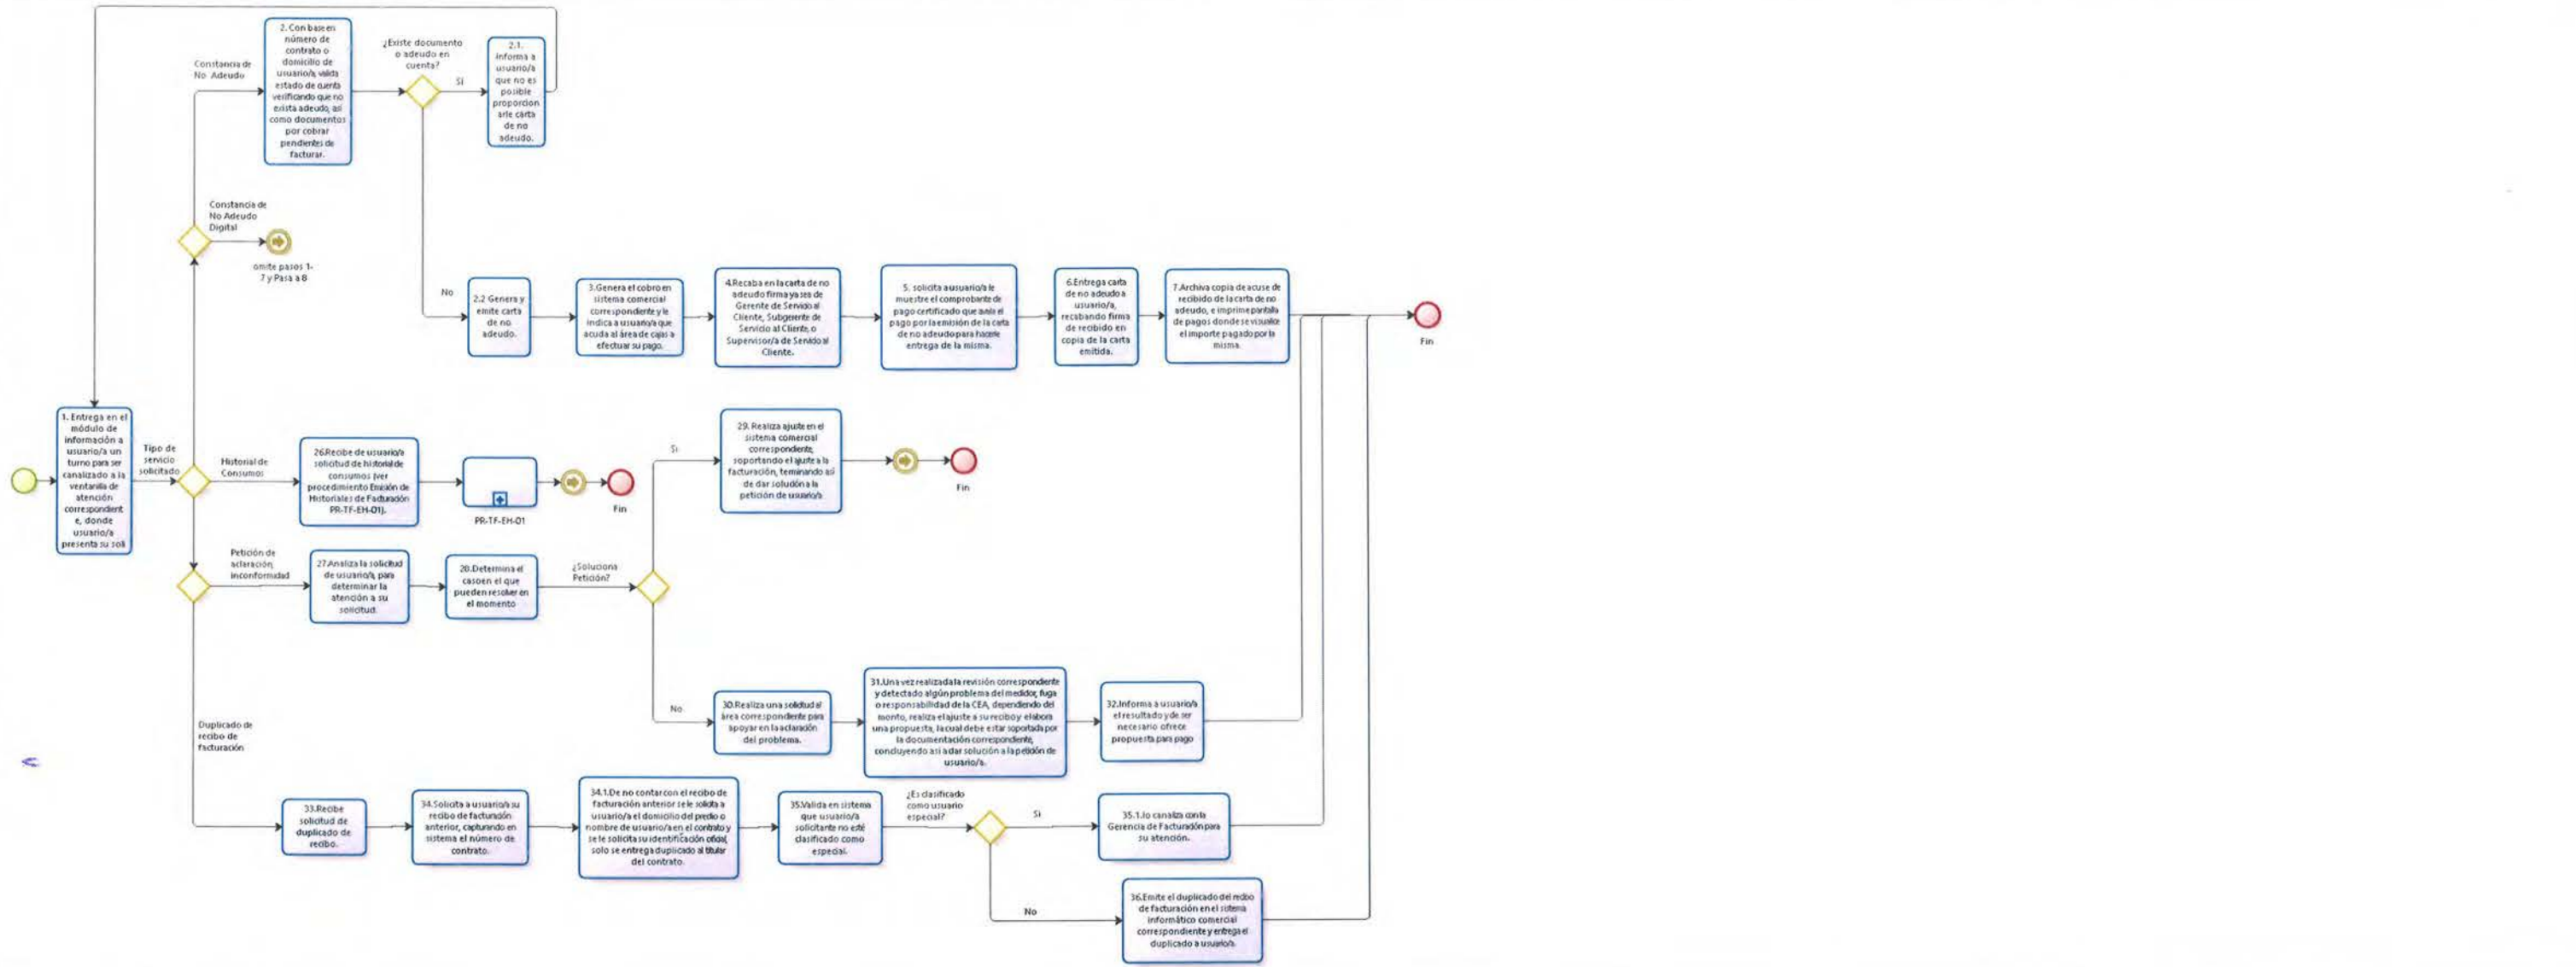 2. Con base en
número de
contrato o
domicilio de
usuario/a, valida
estado de cuenta
verificando que no
exista adeudo, así
como documentos
por cobrar
pendientes de
facturar.
¿Existe documento
o adeudo en
cuenta?
2.1.
Informa a
usuario/a
que no es
posible
proporcion
arle carta
de no
adeudo.
Constancia de
No Adeudo
Si
Constancia de
No Adeudo
Digital
omite pasos 1-
7 y Pasa a 8
No
2.2 Genera y
emite carta
de no
adeudo.
3.Genera el cobro en
sistema comercial
correspondiente y le
indica a usuario/a que
acuda al área de cajas a
efectuar su pago.
4.Recaba en la carta de no
adeudo firma ya sea de
Gerente de Servicio al
Cliente, Subgerente de
Servicio al Cliente, o
Supervisor/a de Servicio al
Cliente.
5. solicita a usuario/a le
muestre el comprobante de
pago certificado que avala el
pago por la emisión de la carta
de no adeudo para hacerle
entrega de la misma.
6.Entrega carta
de no adeudo a
usuario/a,
recabando firma
de recibido en
copia de la carta
emitida.
7.Archiva copia de acuse de
recibido de la carta de no
adeudo, e imprime pantalla
de pagos donde se visualice
el importe pagado por la
misma.
Fin
1. Entrega en el
módulo de
información a
usuario/a un
turno para ser
canalizado a la
ventanilla de
atención
correspondient
e, donde
usuario/a
presenta su soli
Tipo de
servicio
solicitado
Historial de
Consumos
26.Recibe de usuario/a
solicitud de historial de
consumos (ver
procedimiento Emisión de
Historiales de Facturación
PR-TF-EH-01).
PR-TF-EH-01
Fin
Si
29. Realiza ajuste en el
sistema comercial
correspondiente,
soportando el ajuste a la
facturación, terminando así
de dar solución a la
petición de usuario/a
Fin
Petición de
aclaración,
inconformidad
27.Analiza la solicitud
de usuario/a, para
determinar la
atención a su
solicitud.
28.Determina el
caso en el que
pueden resolver en
el momento
¿Soluciona
Petición?
No
30.Realiza una solicitud al
área correspondiente para
apoyar en la aclaración
del problema.
31.Una vez realizada la revisión correspondiente
y detectado algún problema del medidor, fuga
o responsabilidad de la CEA, dependiendo del
monto, realiza el ajuste a su recibo y elabora
una propuesta, la cual debe estar soportada por
la documentación correspondiente,
concluyendo así a dar solución a la petición de
usuario/a.
32.Informa a usuario/a
el resultado y de ser
necesario ofrece
propuesta para pago
Duplicado de
recibo de
facturación
33.Recibe
solicitud de
duplicado de
recibo.
34.Solicita a usuario/a su
recibo de facturación
anterior, capturando en
sistema el número de
contrato.
34.1.De no contar con el recibo de
facturación anterior se le solicita a
usuario/a el domicilio del predio o
nombre de usuario/a en el contrato y
se le solicita su identificación oficial,
solo se entrega duplicado al titular
del contrato.
35.Valida en sistema
que usuario/a
solicitante no esté
clasificado como
especial.
¿Es clasificado
como usuario
especial?
Si
35.1.lo canaliza con la
Gerencia de Facturación para
su atención.
No
36.Emite el duplicado del recibo
de facturación en el sistema
informático comercial
correspondiente y entrega el
duplicado a usuario/a.